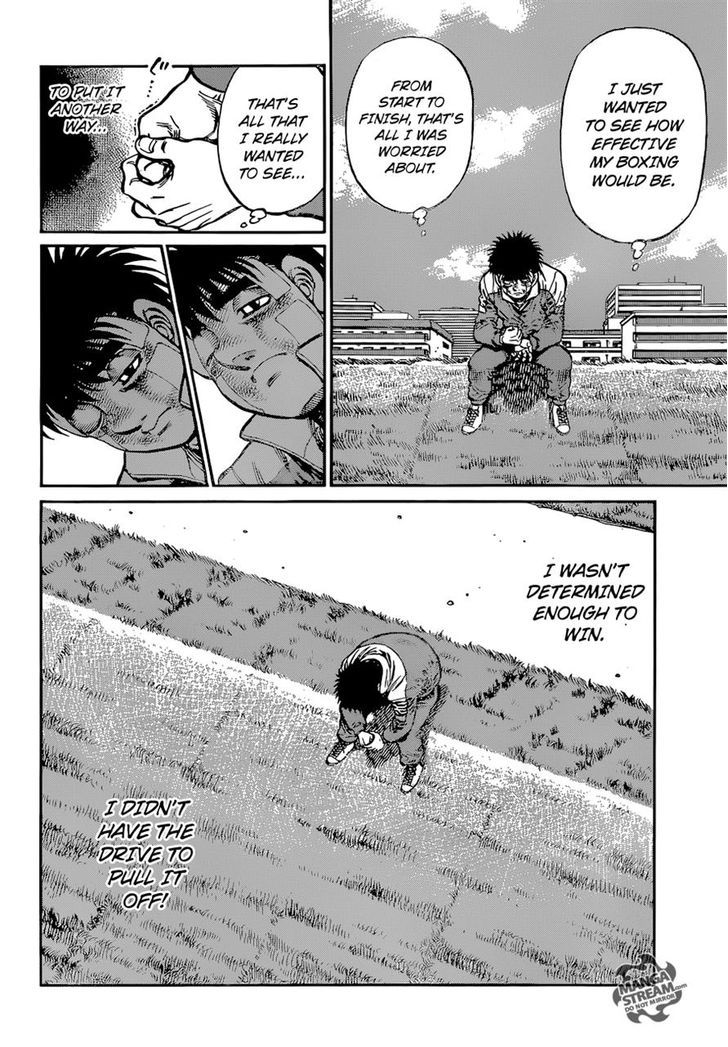 I JUST
WANTED
TO SEE HOW
EFFECTIVE
MY BOXING
WOULD BE.
FROM
START TO
FINISH, THAT'S
ALL I WAS
WORRIED
ABOUT.
THAT'S
ALL THAT
I REALLY
WANTED
TO SEE...
TO PUT IT
ANOTHER
WAY...
I WASN'T
DETERMINED
ENOUGH TO
WIN.
I DIDN'T
HAVE THE
DRIVE TO
PULL IT
OFF!
MANGA
STREAM.COM
DO NOT MIRROR